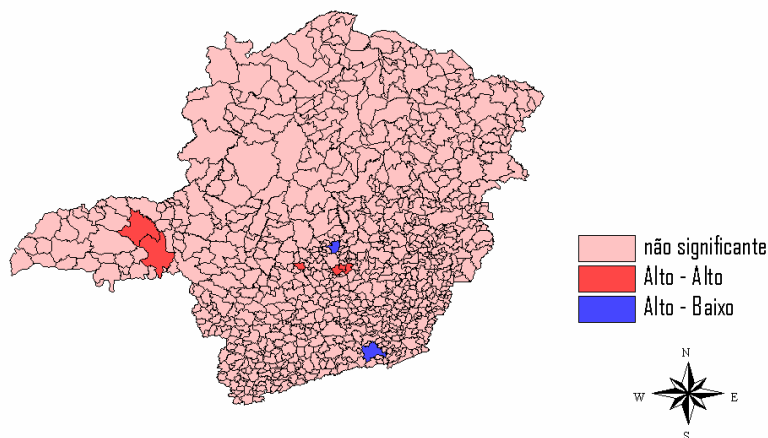 não significante
Alto - Alto
Alto - Baixo
N
W E
S